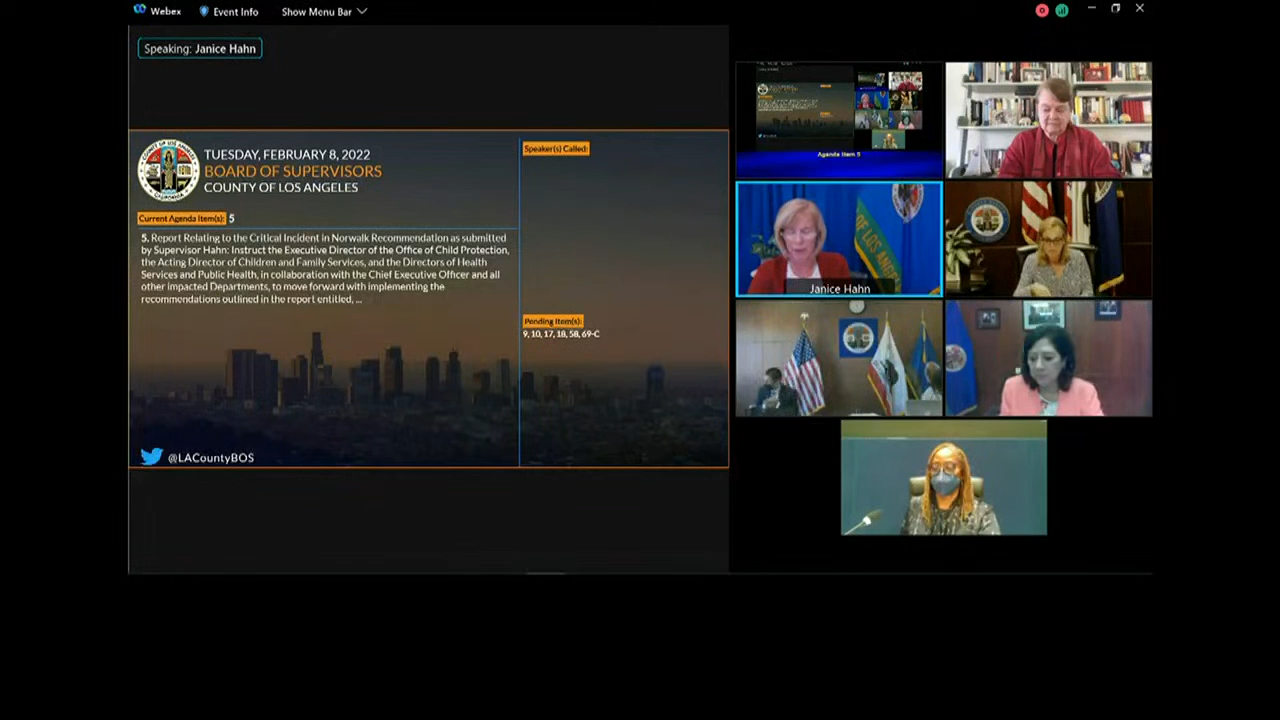 Webex
Event Info
Show Menu Bar
Speaking: Janice Hahn
TUESDAY, FEBRUARY 8, 2022
BOARD OF SUPERVISORS
COUNTY OF LOS ANGELES
Current Agenda Item(s): 5
5. Report Relating to the Critical Incident in Norwalk Recommendation as submitted
by Supervisor Hahn: Instruct the Executive Director of the Office of Child Protection,
the Acting Director of Children and Family Services, and the Directors of Health
Services and Public Health, in collaboration with the Chief Executive Officer and all
other impacted Departments, to move forward with implementing the
recommendations outlined in the report entitled, ...
@LACountyBOS
Speaker(s) Called:
Pending Item(s):
9, 10, 17, 18, 58, 69-C
Agenda Item 5
Janice Hahn
OF LOS ANGELE